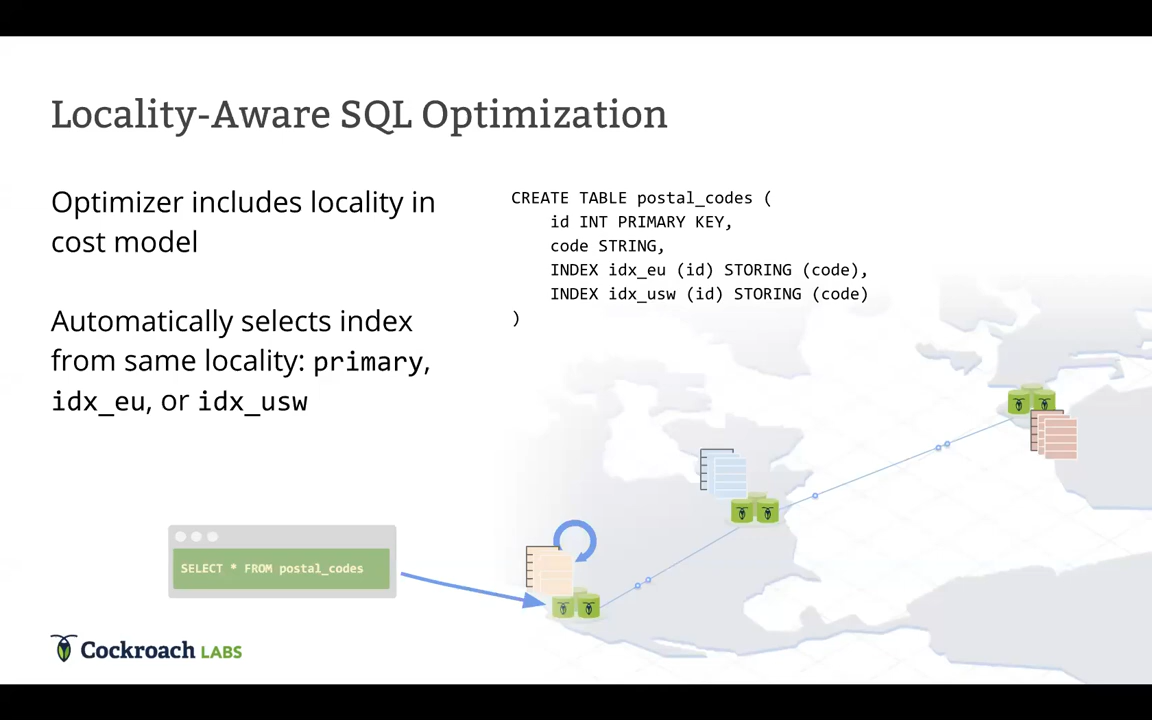 Locality-Aware SQL Optimization
Optimizer includes locality in
cost model
Automatically selects index
from same locality: primary,
idx_eu, or idx_usw
CREATE TABLE postal_codes (
    id INT PRIMARY KEY,
    code STRING,
    INDEX idx_eu (id) STORING (code),
    INDEX idx_usw (id) STORING (code)
)
SELECT * FROM postal_codes
Cockroach LABS